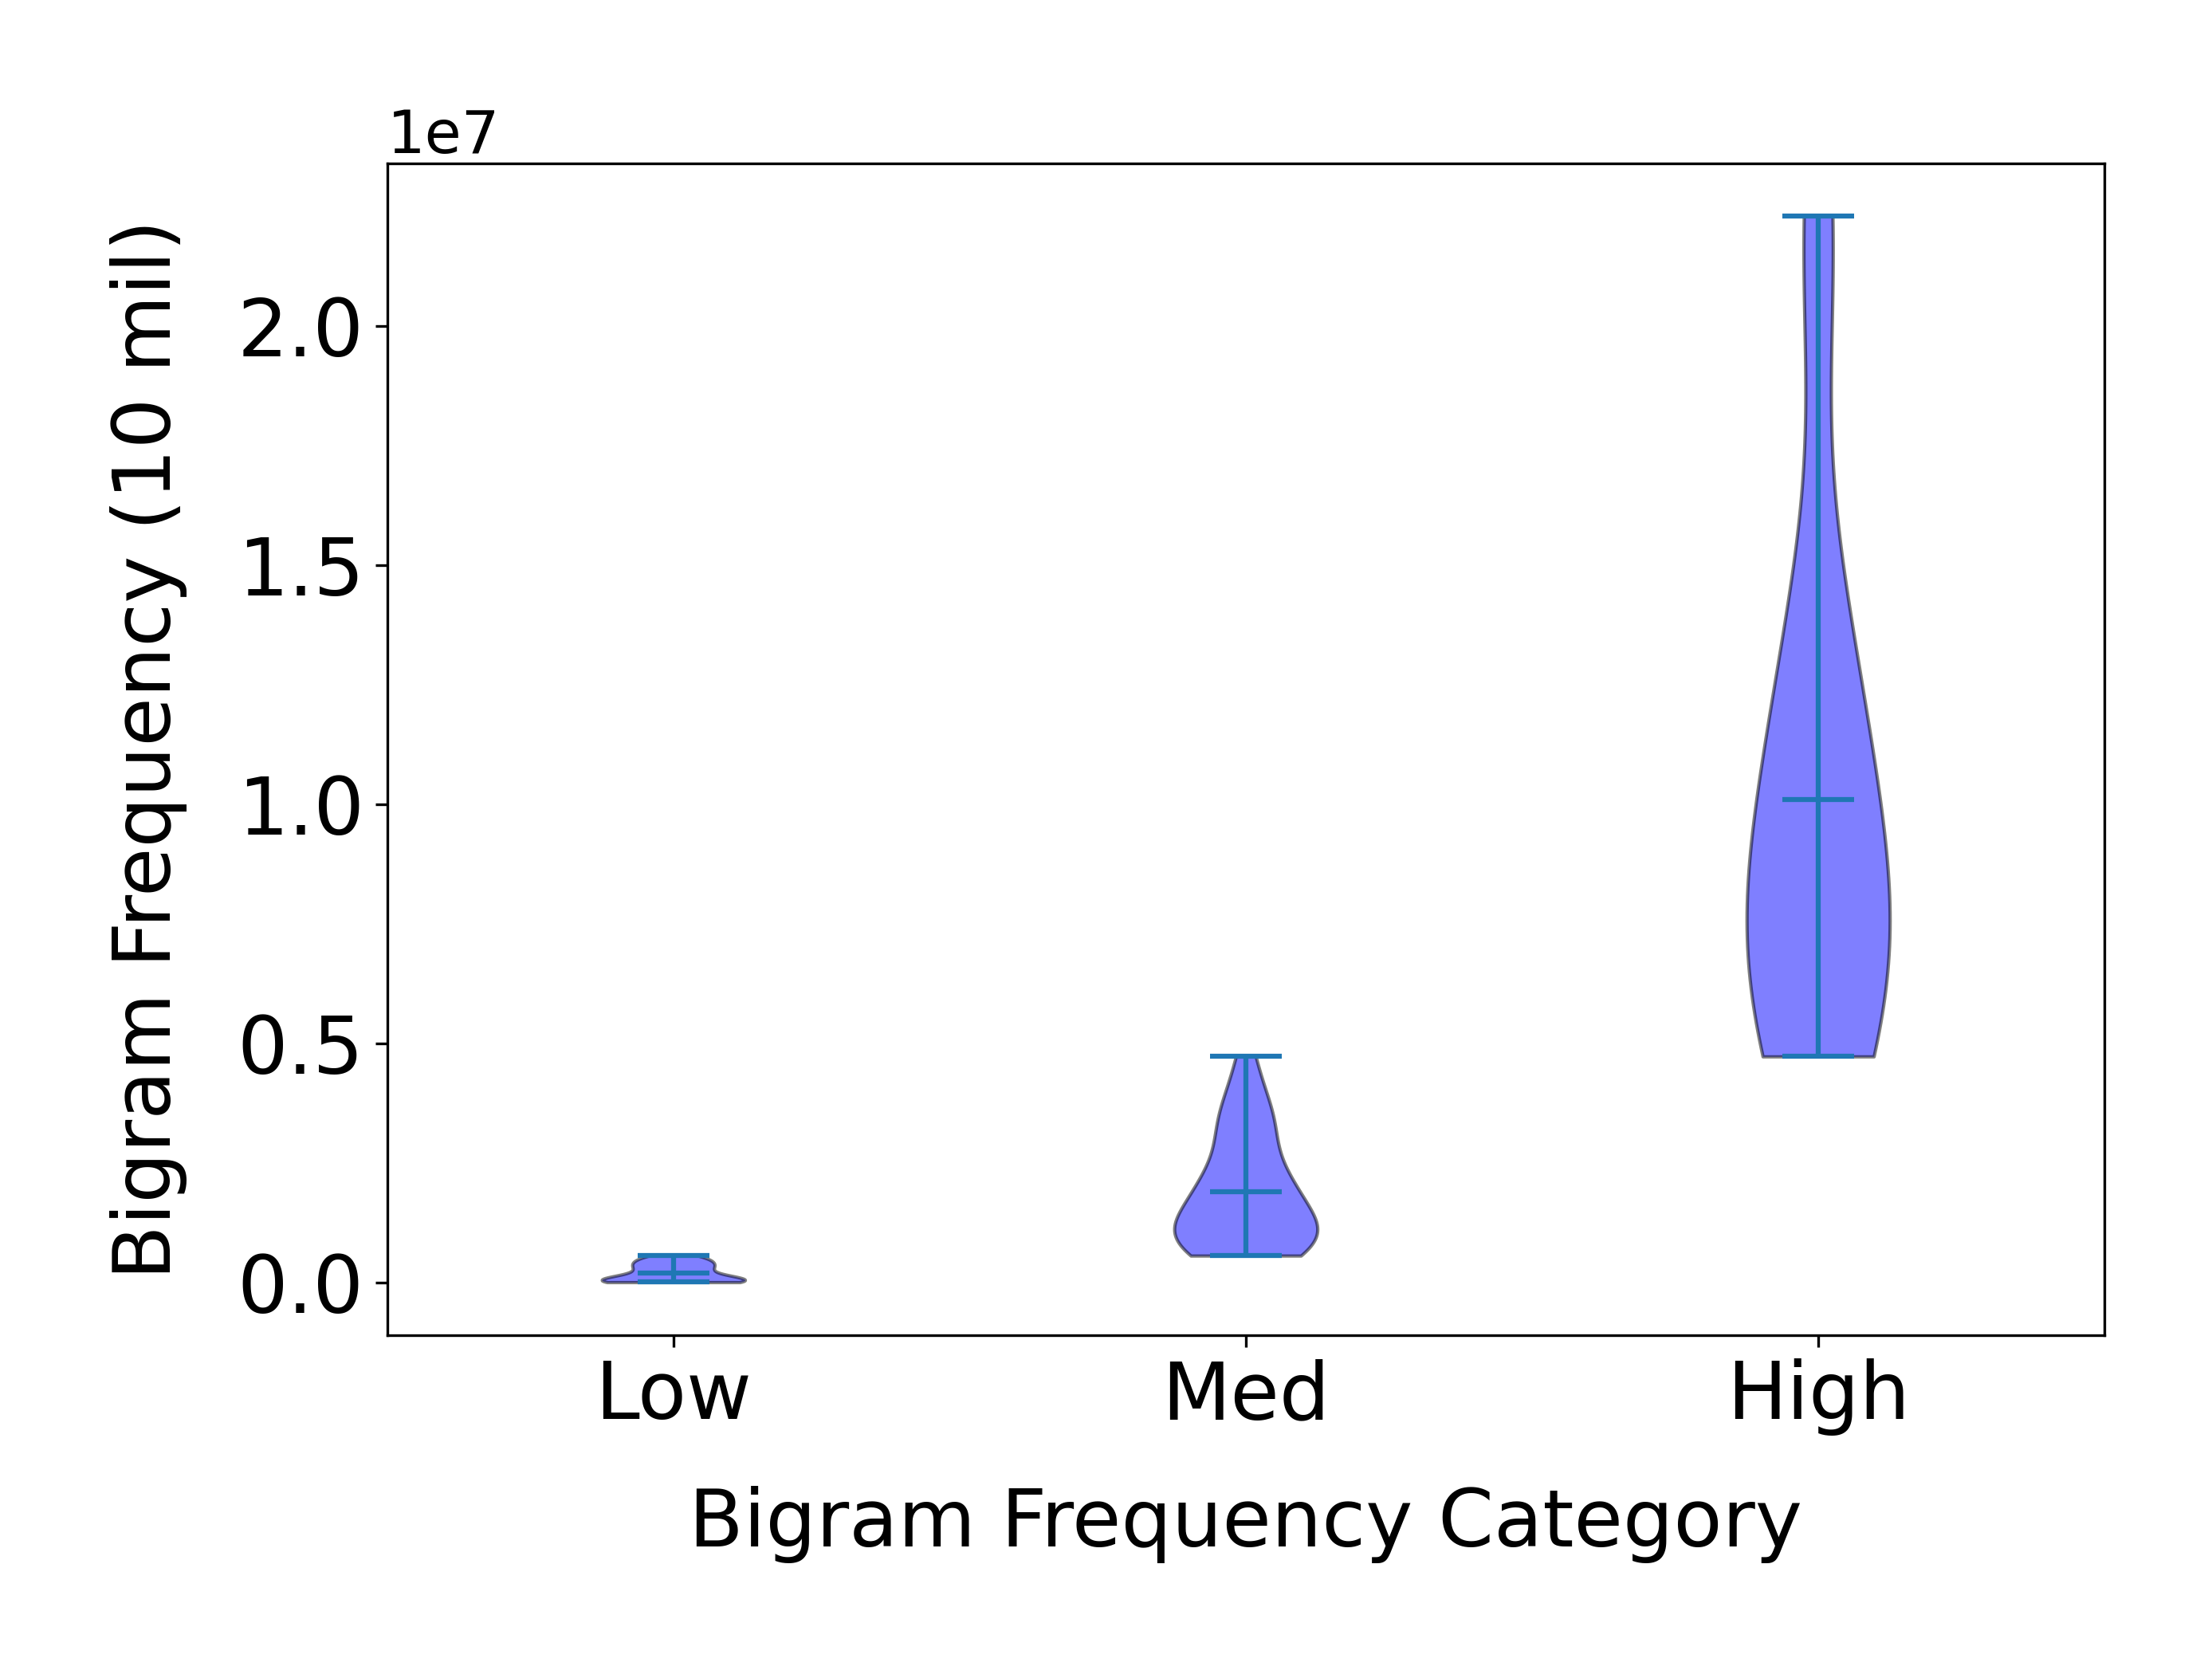 1e7
Bigram Frequency (10 mil)
2.0
1.5
1.0
0.5
0.0
Low Med High
Bigram Frequency Category